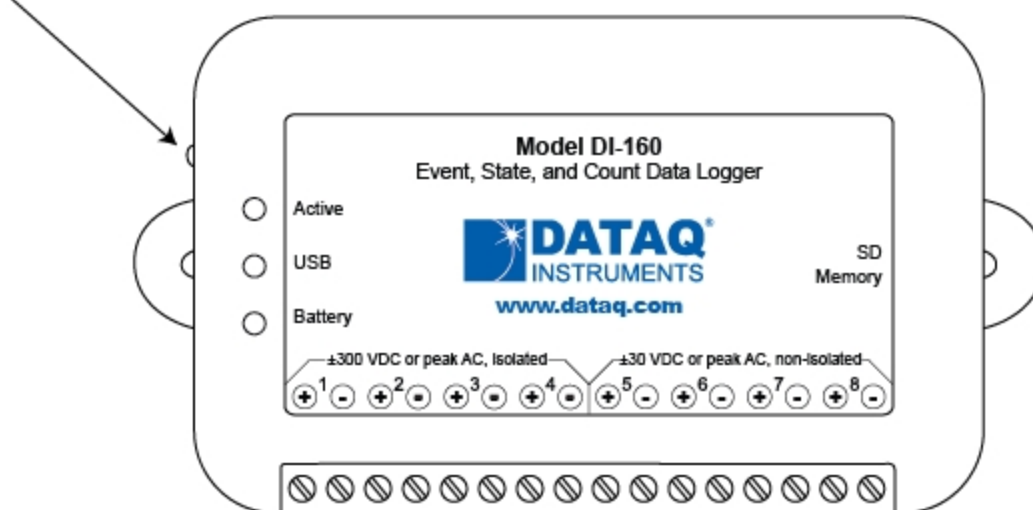 Model DI-160
Event, State, and Count Data Logger
Active
DATAQ®
INSTRUMENTS
USB
SD
Memory
www.dataq.com
Battery
±300 VDC or peak AC, Isolated
±30 VDC or peak AC, non-Isolated
+ 1 - + 2 - + 3 - + 4 - + 5 - + 6 - + 7 - + 8 -